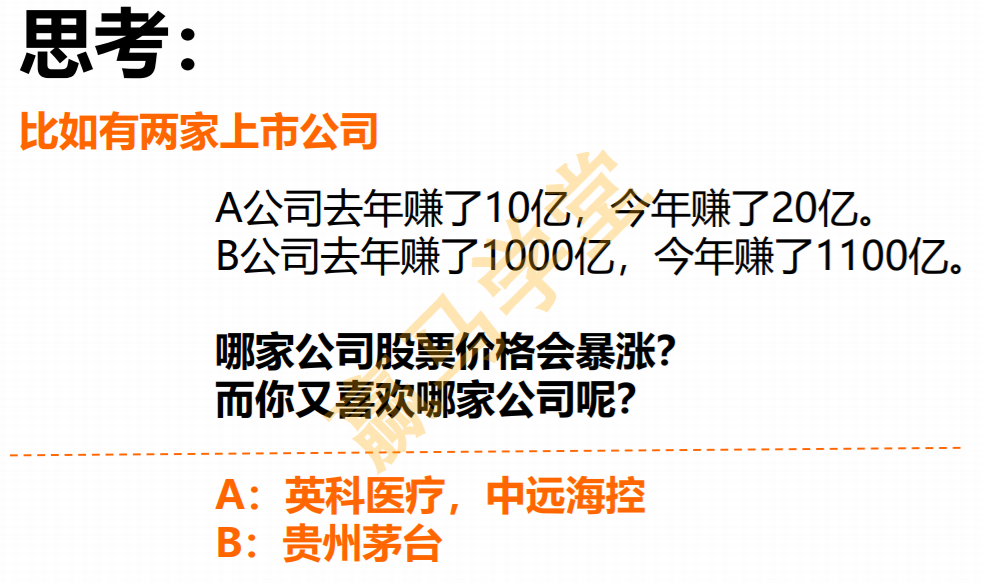 思考：
比如有两家上市公司
A公司去年赚了10亿，今年赚了20亿。
B公司去年赚了1000亿，今年赚了1100亿。
哪家公司股票价格会暴涨？
而你又喜欢哪家公司呢？
A：英科医疗，中远海控
B：贵州茅台
赢马学堂